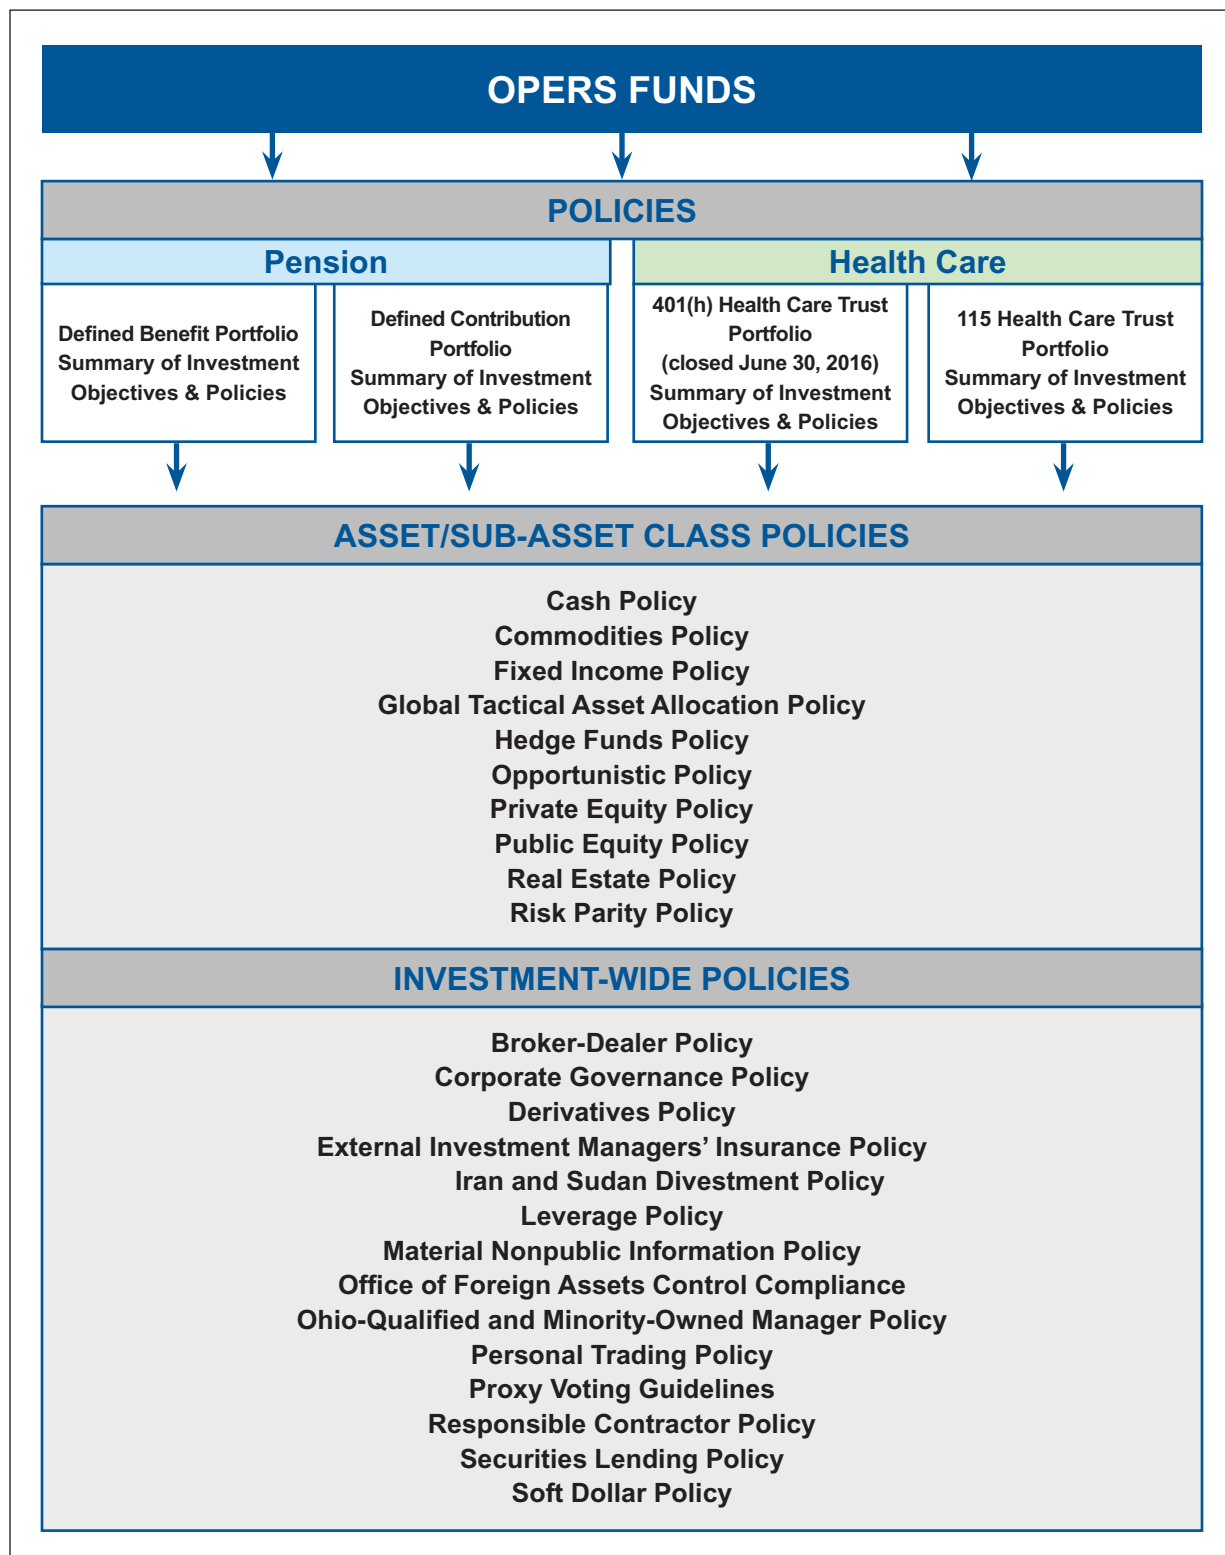 OPERS FUNDS
POLICIES
Pension
Health Care
Defined Benefit Portfolio
Summary of Investment
Objectives & Policies
Defined Contribution
Portfolio
Summary of Investment
Objectives & Policies
401(h) Health Care Trust
Portfolio
(closed June 30, 2016)
Summary of Investment
Objectives & Policies
115 Health Care Trust
Portfolio
Summary of Investment
Objectives & Policies
ASSET/SUB-ASSET CLASS POLICIES
Cash Policy
Commodities Policy
Fixed Income Policy
Global Tactical Asset Allocation Policy
Hedge Funds Policy
Opportunistic Policy
Private Equity Policy
Public Equity Policy
Real Estate Policy
Risk Parity Policy
INVESTMENT-WIDE POLICIES
Broker-Dealer Policy
Corporate Governance Policy
Derivatives Policy
External Investment Managers’ Insurance Policy
Iran and Sudan Divestment Policy
Leverage Policy
Material Nonpublic Information Policy
Office of Foreign Assets Control Compliance
Ohio-Qualified and Minority-Owned Manager Policy
Personal Trading Policy
Proxy Voting Guidelines
Responsible Contractor Policy
Securities Lending Policy
Soft Dollar Policy